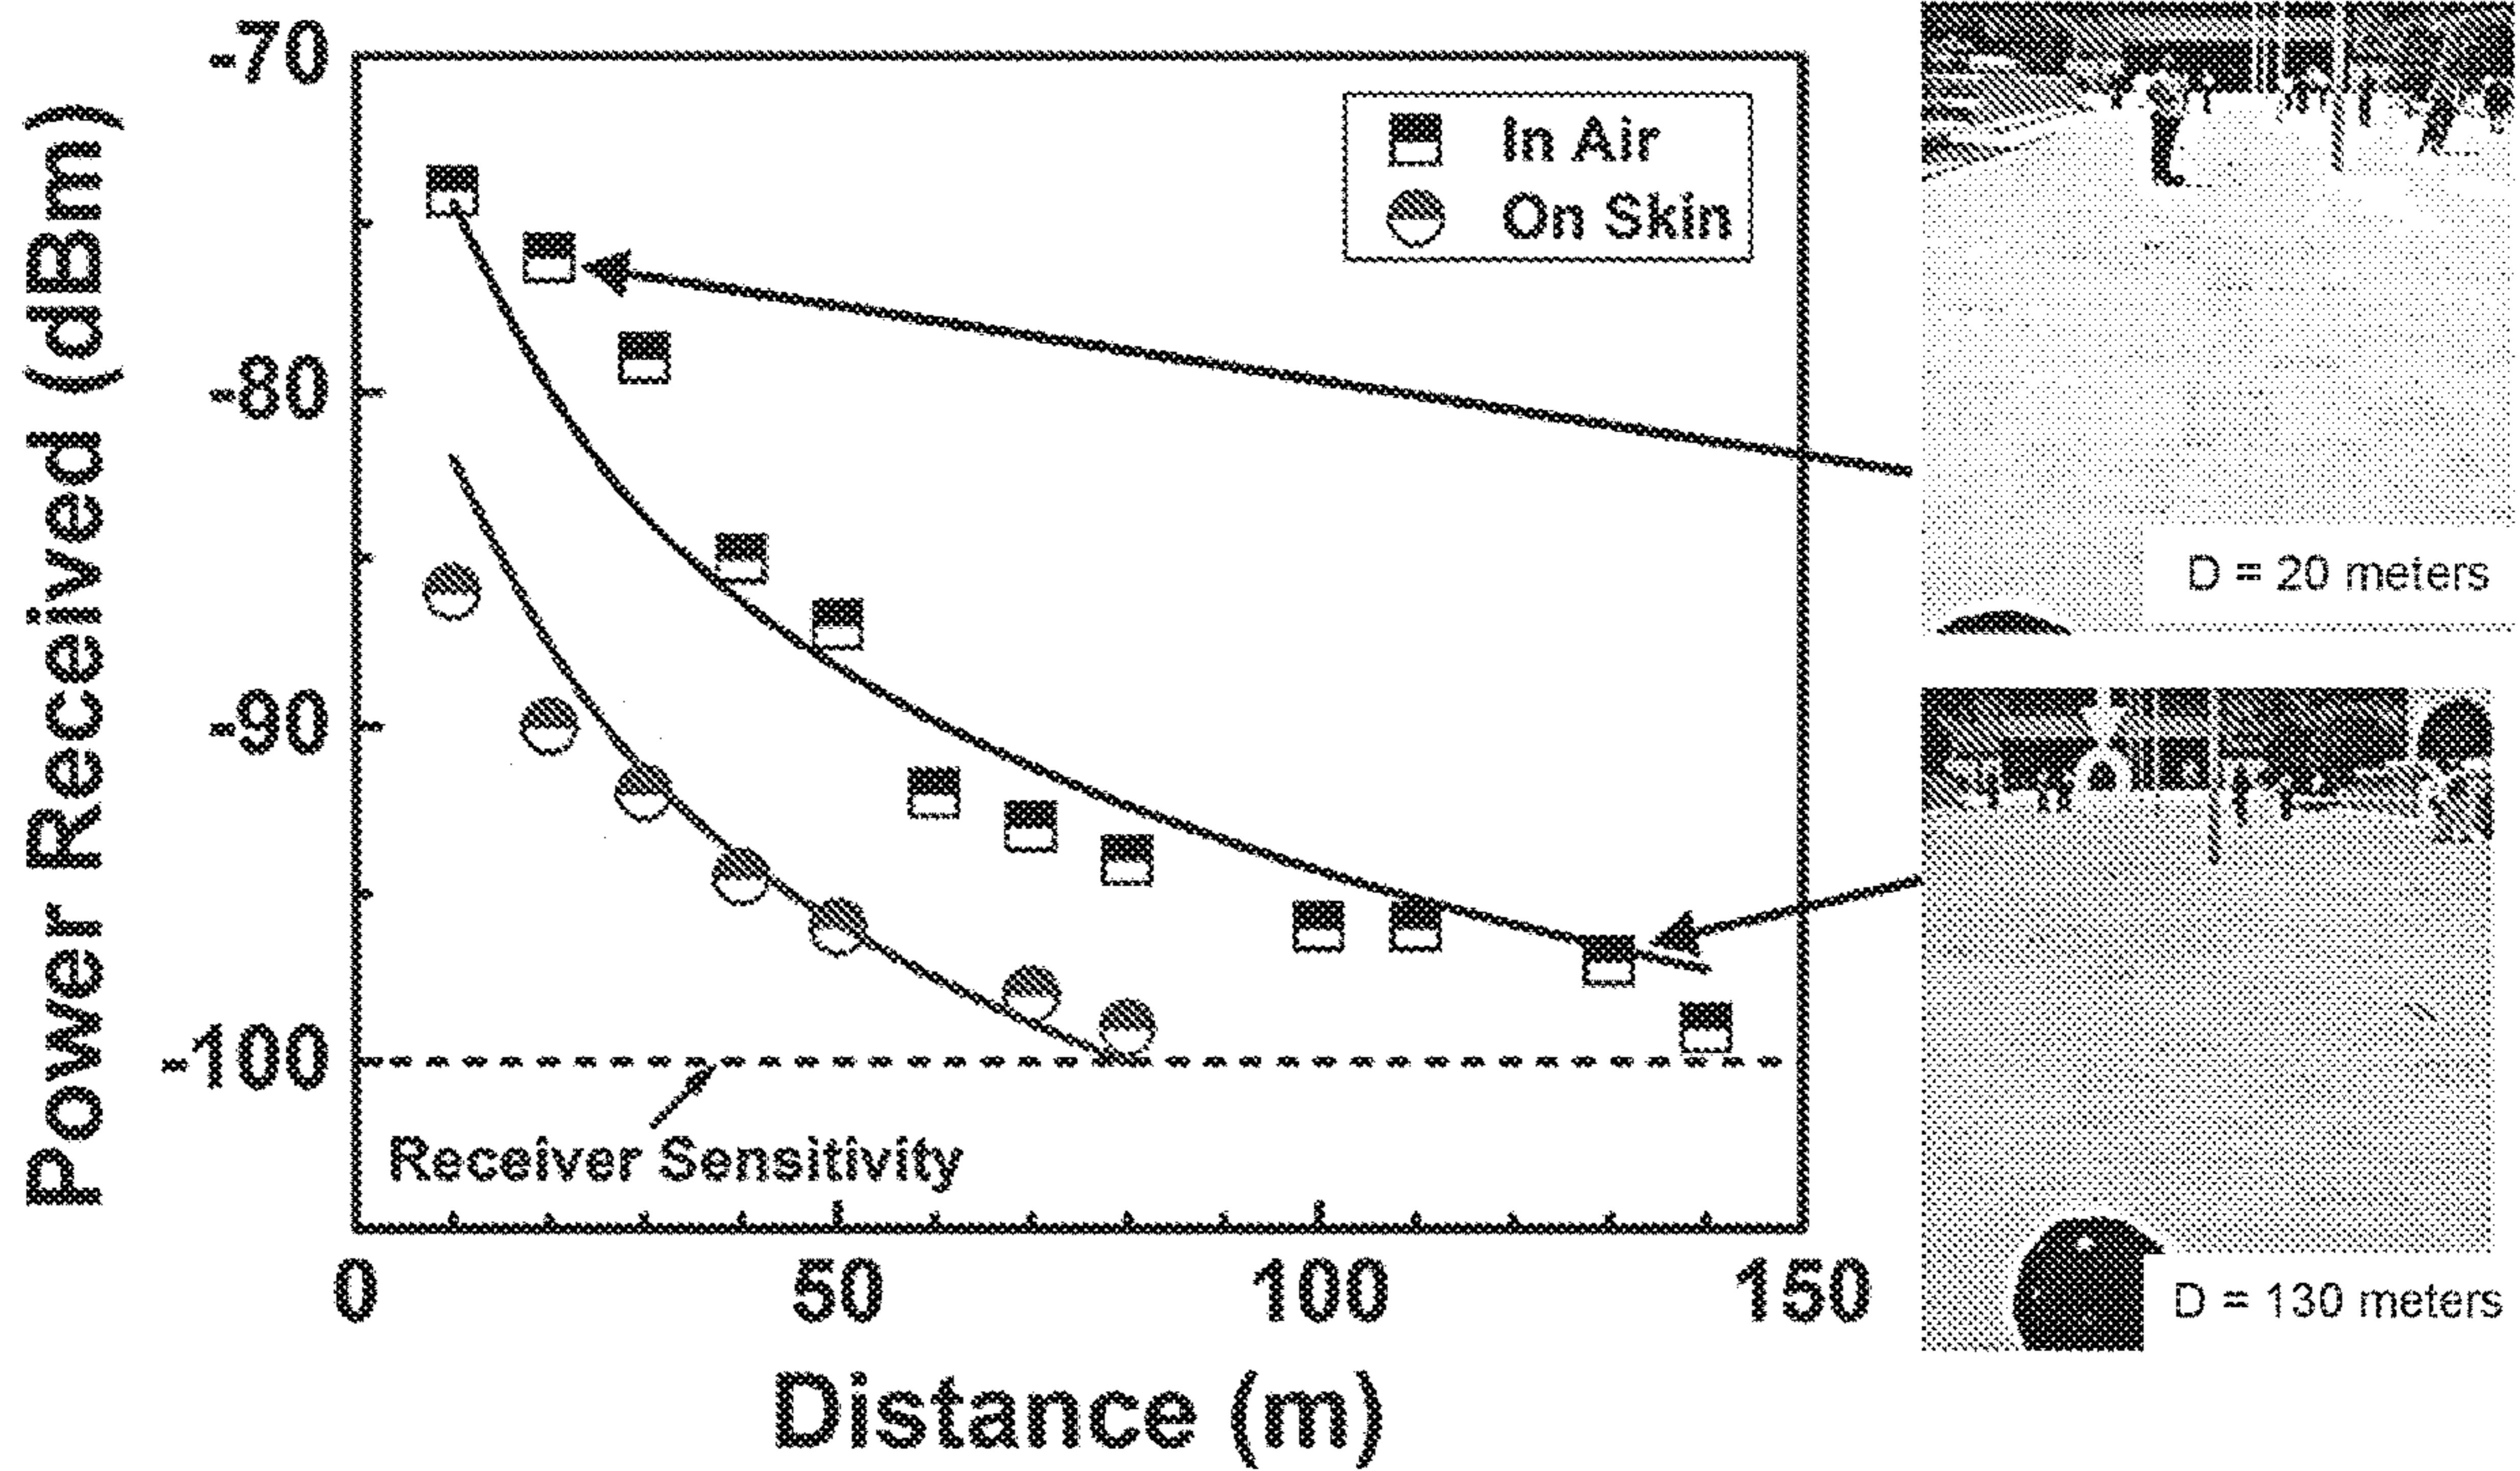 Power Received (dBm)
-70
-80
-90
-100
In Air
On Skin
Receiver Sensitivity
0
50
100
150
Distance (m)
D = 20 meters
D = 130 meters